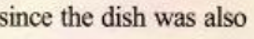 since the dish was also